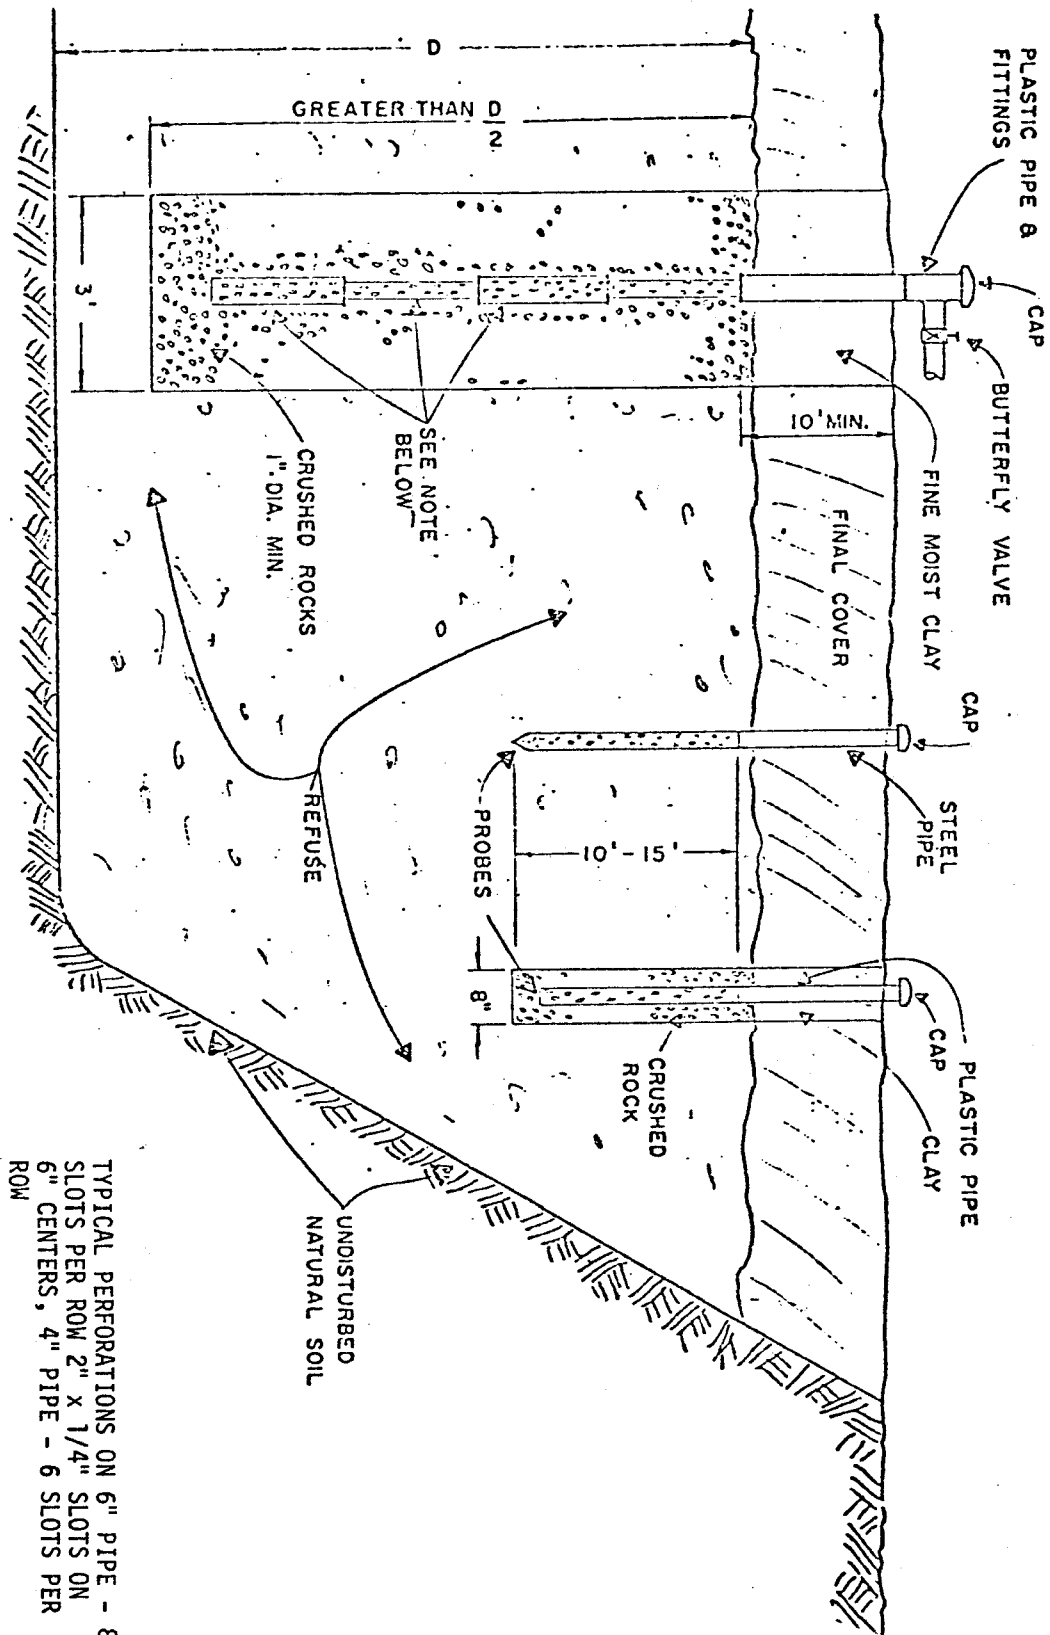 PLASTIC PIPE &
FITTINGS
CAP
BUTTERFLY VALVE
FINE MOIST CLAY
10' MIN.
FINAL COVER
D
GREATER THAN D
2
3'
SEE NOTE
BELOW
CRUSHED ROCKS
1" DIA. MIN.
REFUSE
CAP
STEEL
PIPE
PROBES
10' - 15'
8"
CRUSHED
ROCK
CAP
PLASTIC PIPE
CLAY
UNDISTURBED
NATURAL SOIL
TYPICAL PERFORATIONS ON 6" PIPE - 8
SLOTS PER ROW 2" x 1/4" SLOTS ON
6" CENTERS, 4" PIPE - 6 SLOTS PER
ROW